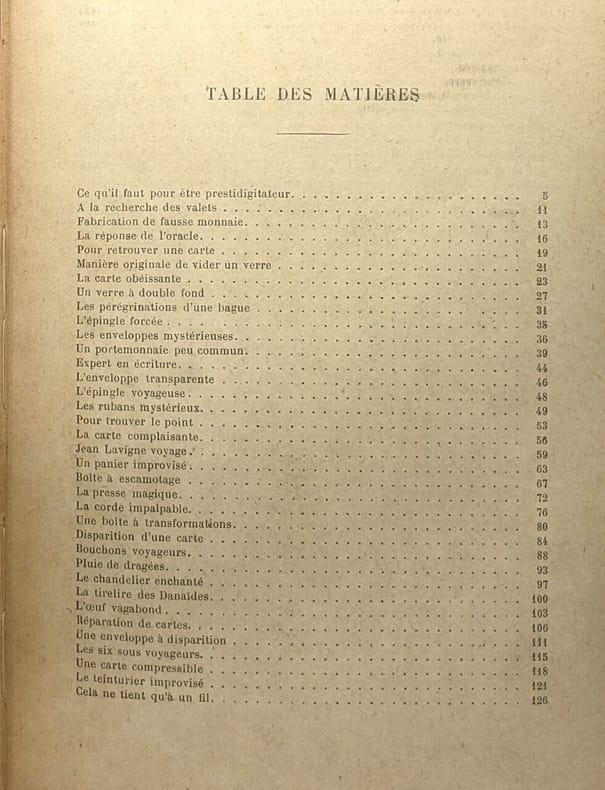 TABLE DES MATIÈRES
Ce qu'il faut pour être prestidigitateur. . . . . . . . . . . . . . . . . 5
A la recherche des valets . . . . . . . . . . . . . . . . . 11
Fabrication de fausse monnaie. . . . . . . . . . . . . . . . . 13
La réponse de l'oracle. . . . . . . . . . . . . . . . . 16
Pour retrouver une carte . . . . . . . . . . . . . . . . . 19
Manière originale de vider un verre . . . . . . . . . . . . . . . . . 21
La carte obéissante . . . . . . . . . . . . . . . . . 23
Un verre à double fond . . . . . . . . . . . . . . . . . 27
Les pérégrinations d'une bague . . . . . . . . . . . . . . . . . 31
L'épingle forcée . . . . . . . . . . . . . . . . . 35
Les enveloppes mystérieuses. . . . . . . . . . . . . . . . . 36
Un portemonnaie peu commun. . . . . . . . . . . . . . . . . 39
Expert en écriture. . . . . . . . . . . . . . . . . 44
L'enveloppe transparente . . . . . . . . . . . . . . . . . 46
L'épingle voyageuse . . . . . . . . . . . . . . . . . 48
Les rubans mystérieux. . . . . . . . . . . . . . . . . 49
Pour trouver le point . . . . . . . . . . . . . . . . . 53
La carte complaisante. . . . . . . . . . . . . . . . . 56
Jean Lavigne voyage . . . . . . . . . . . . . . . . . 59
Un panier improvisé . . . . . . . . . . . . . . . . . 63
Boîte à escamotage . . . . . . . . . . . . . . . . . 67
La presse magique. . . . . . . . . . . . . . . . . 72
La corde impalpable. . . . . . . . . . . . . . . . . 76
Une boîte à transformations. . . . . . . . . . . . . . . . . 80
Disparition d'une carte . . . . . . . . . . . . . . . . . 84
Bouchons voyageurs. . . . . . . . . . . . . . . . . 88
Pluie de dragées. . . . . . . . . . . . . . . . . 93
Le chandelier enchanté . . . . . . . . . . . . . . . . . 97
La tirelire des Danaïdes. . . . . . . . . . . . . . . . . 100
L'œuf vagabond . . . . . . . . . . . . . . . . . 103
Réparation de cartes. . . . . . . . . . . . . . . . . 106
Une enveloppe à disparition . . . . . . . . . . . . . . . . . 111
Les six sous voyageurs. . . . . . . . . . . . . . . . . 115
Une carte compressible . . . . . . . . . . . . . . . . . 118
Le teinturier improvisé . . . . . . . . . . . . . . . . . 121
Cela ne tient qu'à un fil. . . . . . . . . . . . . . . . . 126